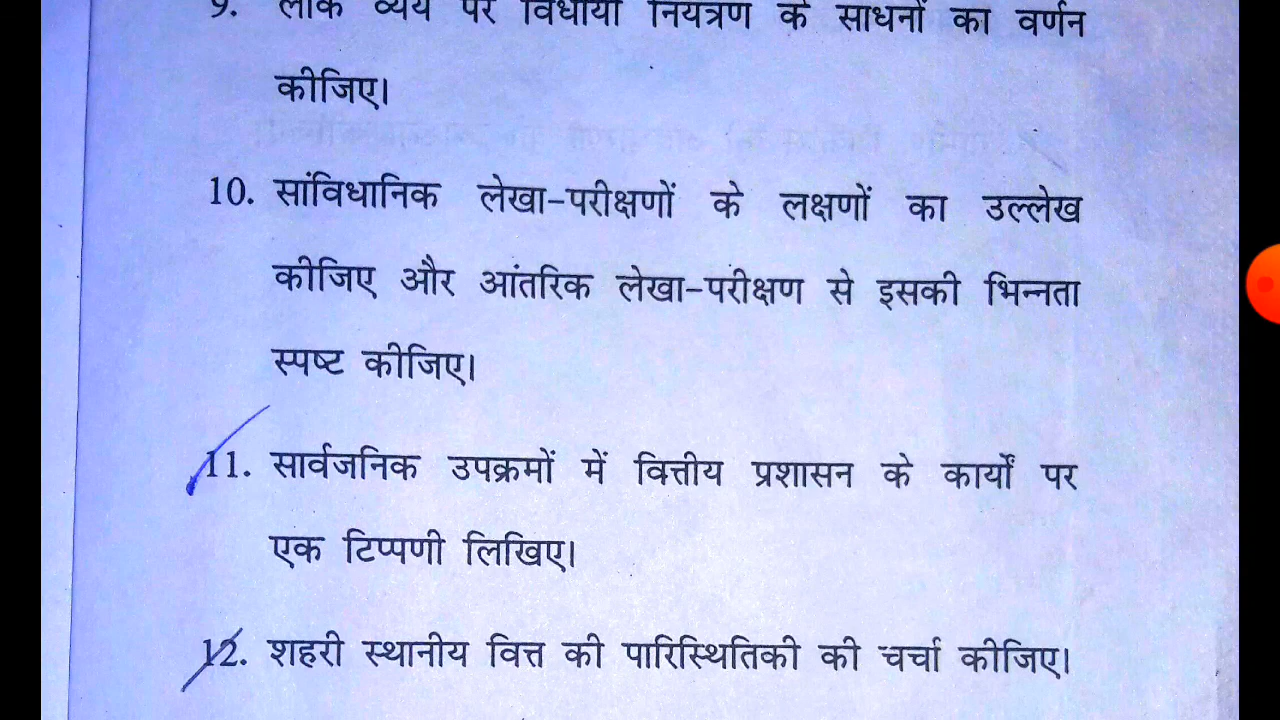 9. लोक व्यय पर विधायी नियंत्रण के साधनों का वर्णन
कीजिए।
10. सांविधानिक लेखा-परीक्षणों के लक्षणों का उल्लेख
कीजिए और आंतरिक लेखा-परीक्षण से इसकी भिन्नता
स्पष्ट कीजिए।
11. सार्वजनिक उपक्रमों में वित्तीय प्रशासन के कार्यों पर
एक टिप्पणी लिखिए।
12. शहरी स्थानीय वित्त की पारिस्थितिकी की चर्चा कीजिए।